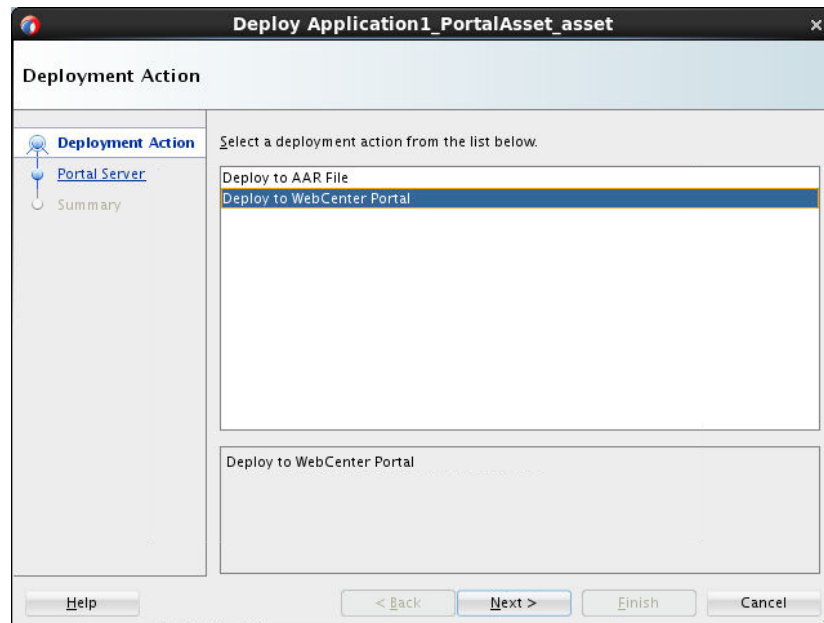 Deploy Application1_PortalAsset_asset
Deployment Action
Deployment Action
Portal Server
Summary
Select a deployment action from the list below.
Deploy to AAR File
Deploy to WebCenter Portal
Deploy to WebCenter Portal
Help
< Back
Next >
Finish
Cancel